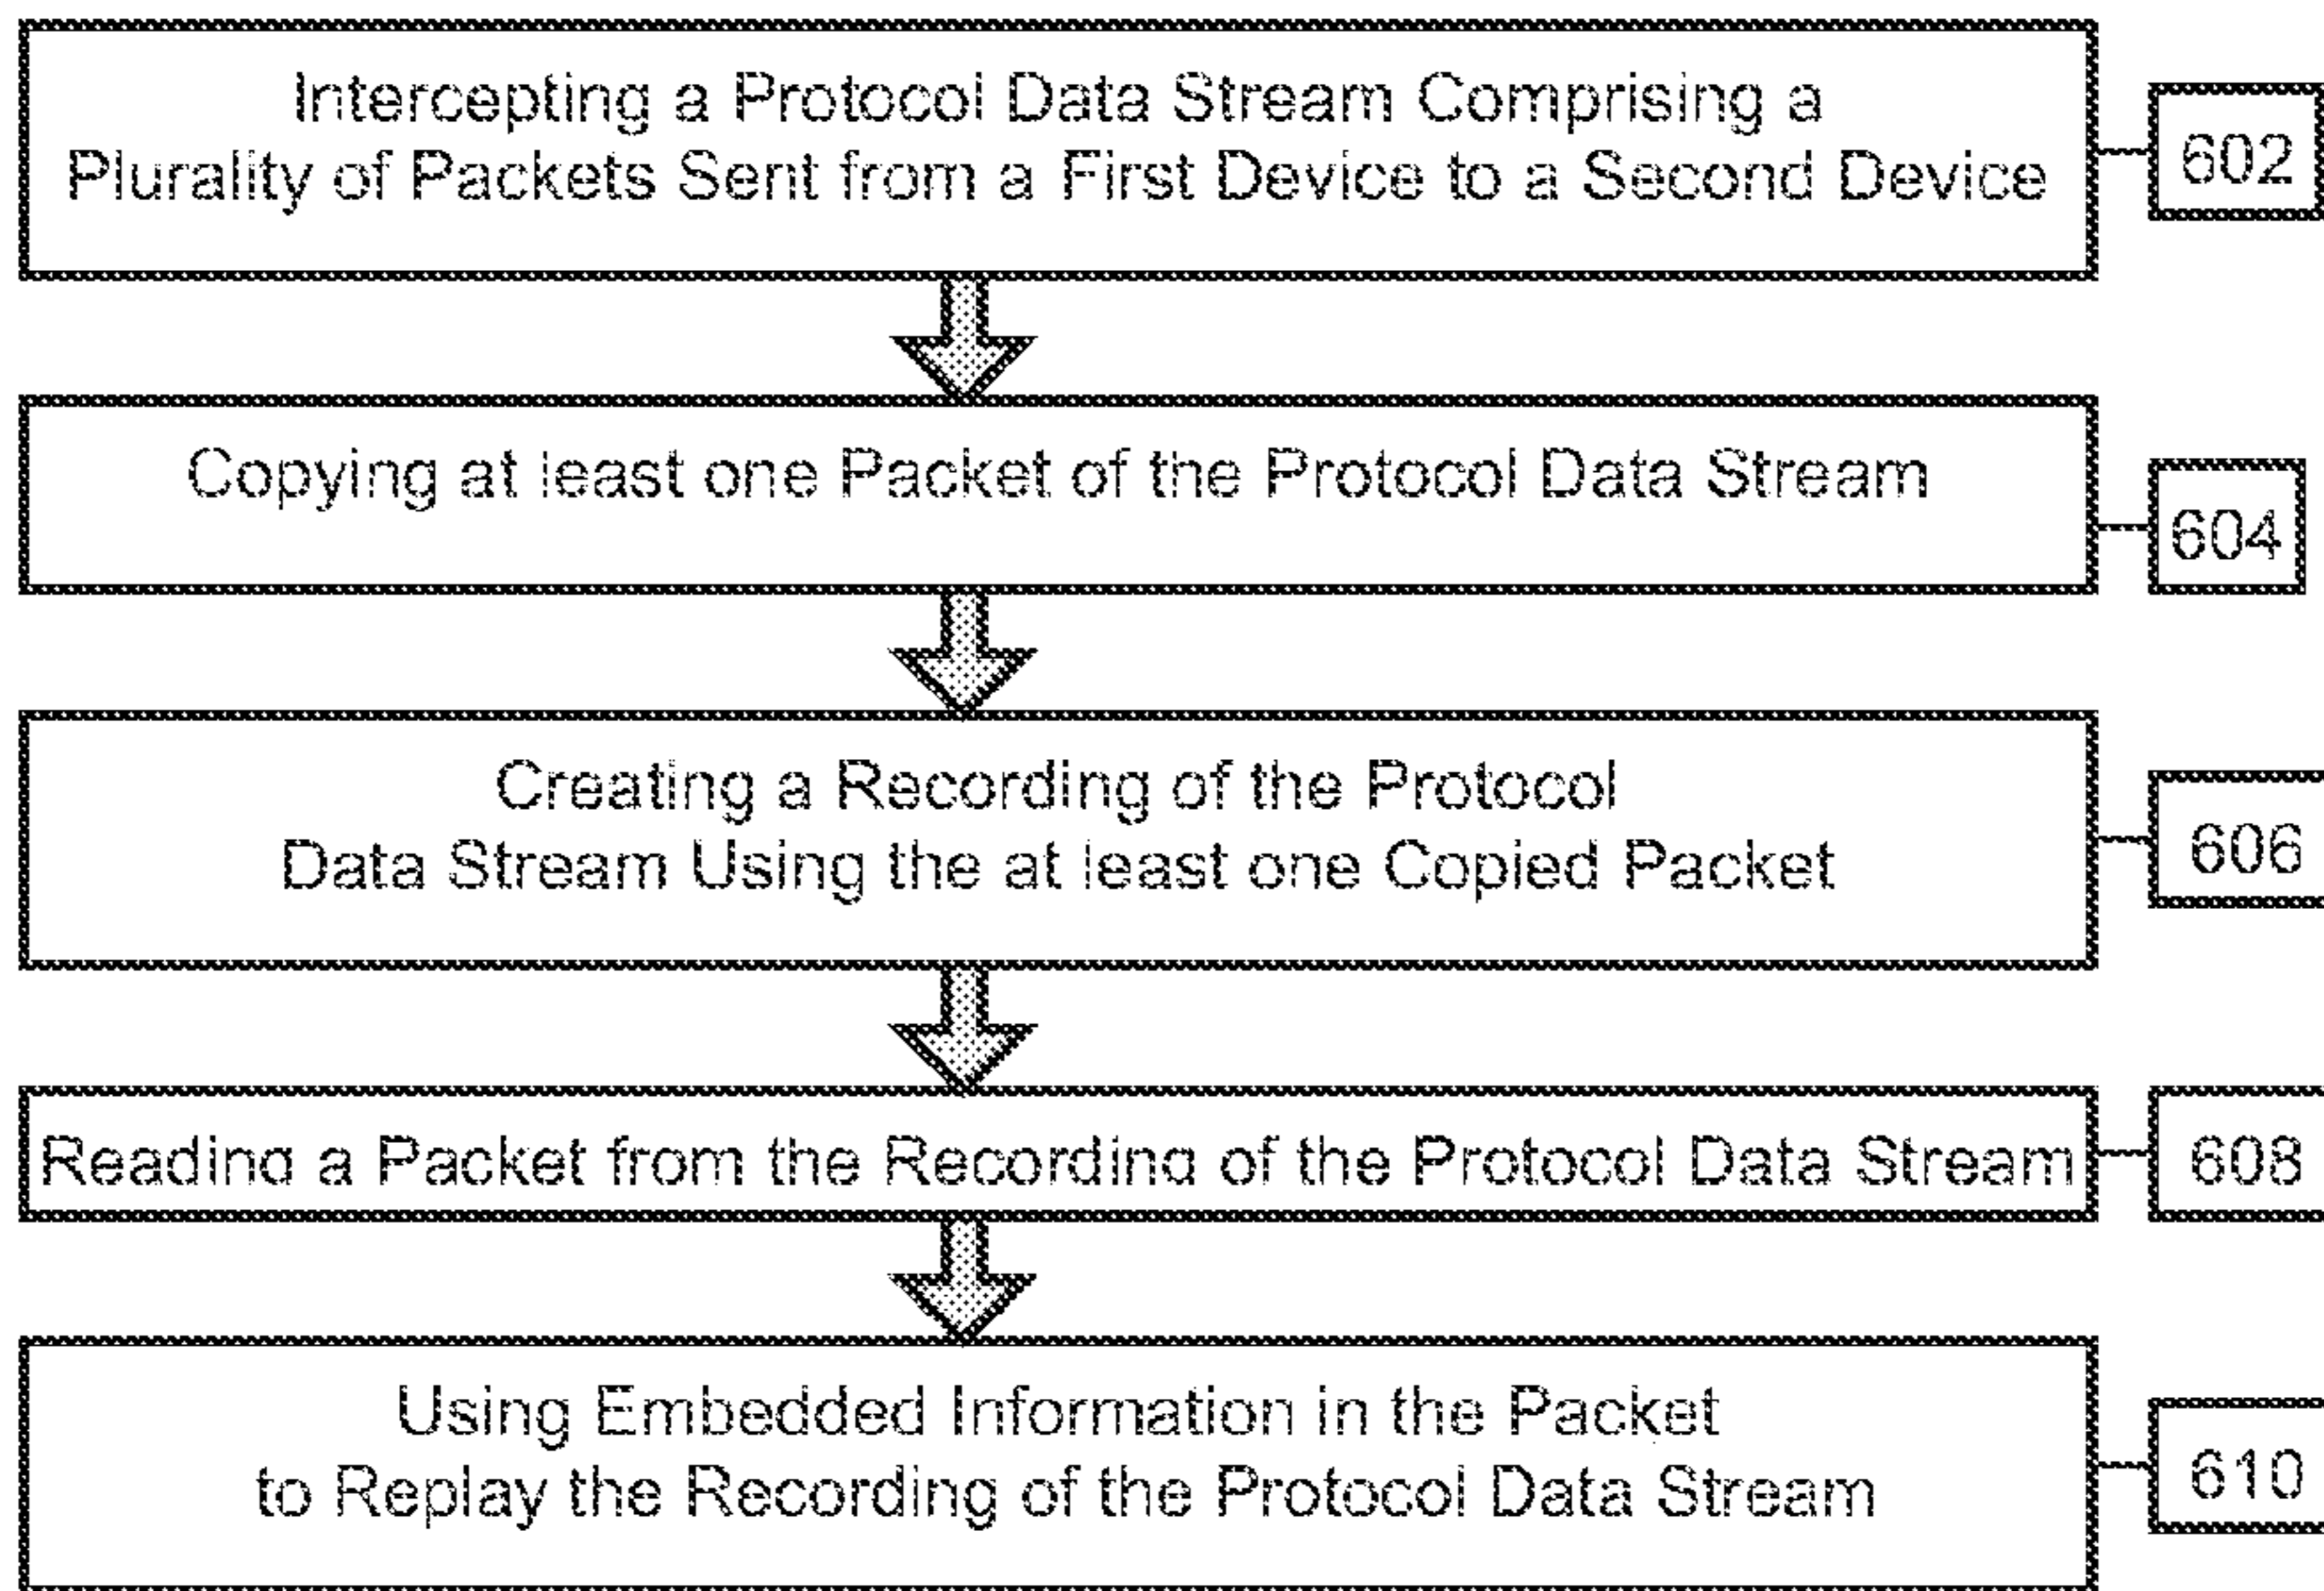 Intercepting a Protocol Data Stream Comprising a
Plurality of Packets Sent from a First Device to a Second Device
602
Copying at least one Packet of the Protocol Data Stream
604
Creating a Recording of the Protocol
Data Stream Using the at least one Copied Packet
606
Reading a Packet from the Recording of the Protocol Data Stream
608
Using Embedded Information in the Packet
to Replay the Recording of the Protocol Data Stream
610